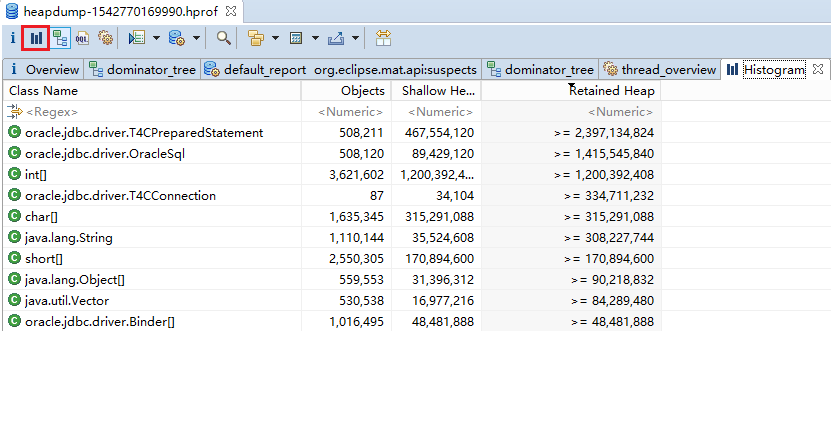 heapdump-1542770169990.hprof
i OQL
i Overview dominator_tree default_report org.eclipse.mat.api:suspects dominator_tree thread_overview Histogram
Class Name Objects Shallow He... Retained Heap
<Regex> <Numeric> <Numeric> <Numeric>
C oracle.jdbc.driver.T4CPreparedStatement 508,211 467,554,120 >= 2,397,134,824
C oracle.jdbc.driver.OracleSql 508,120 89,429,120 >= 1,415,545,840
C int[] 3,621,602 1,200,392,4... >= 1,200,392,408
C oracle.jdbc.driver.T4CConnection 87 34,104 >= 334,711,232
C char[] 1,635,345 315,291,088 >= 315,291,088
C java.lang.String 1,110,144 35,524,608 >= 308,227,744
C short[] 2,550,305 170,894,600 >= 170,894,600
C java.lang.Object[] 559,553 31,396,312 >= 90,218,832
C java.util.Vector 530,538 16,977,216 >= 84,289,480
C oracle.jdbc.driver.Binder[] 1,016,495 48,481,888 >= 48,481,888